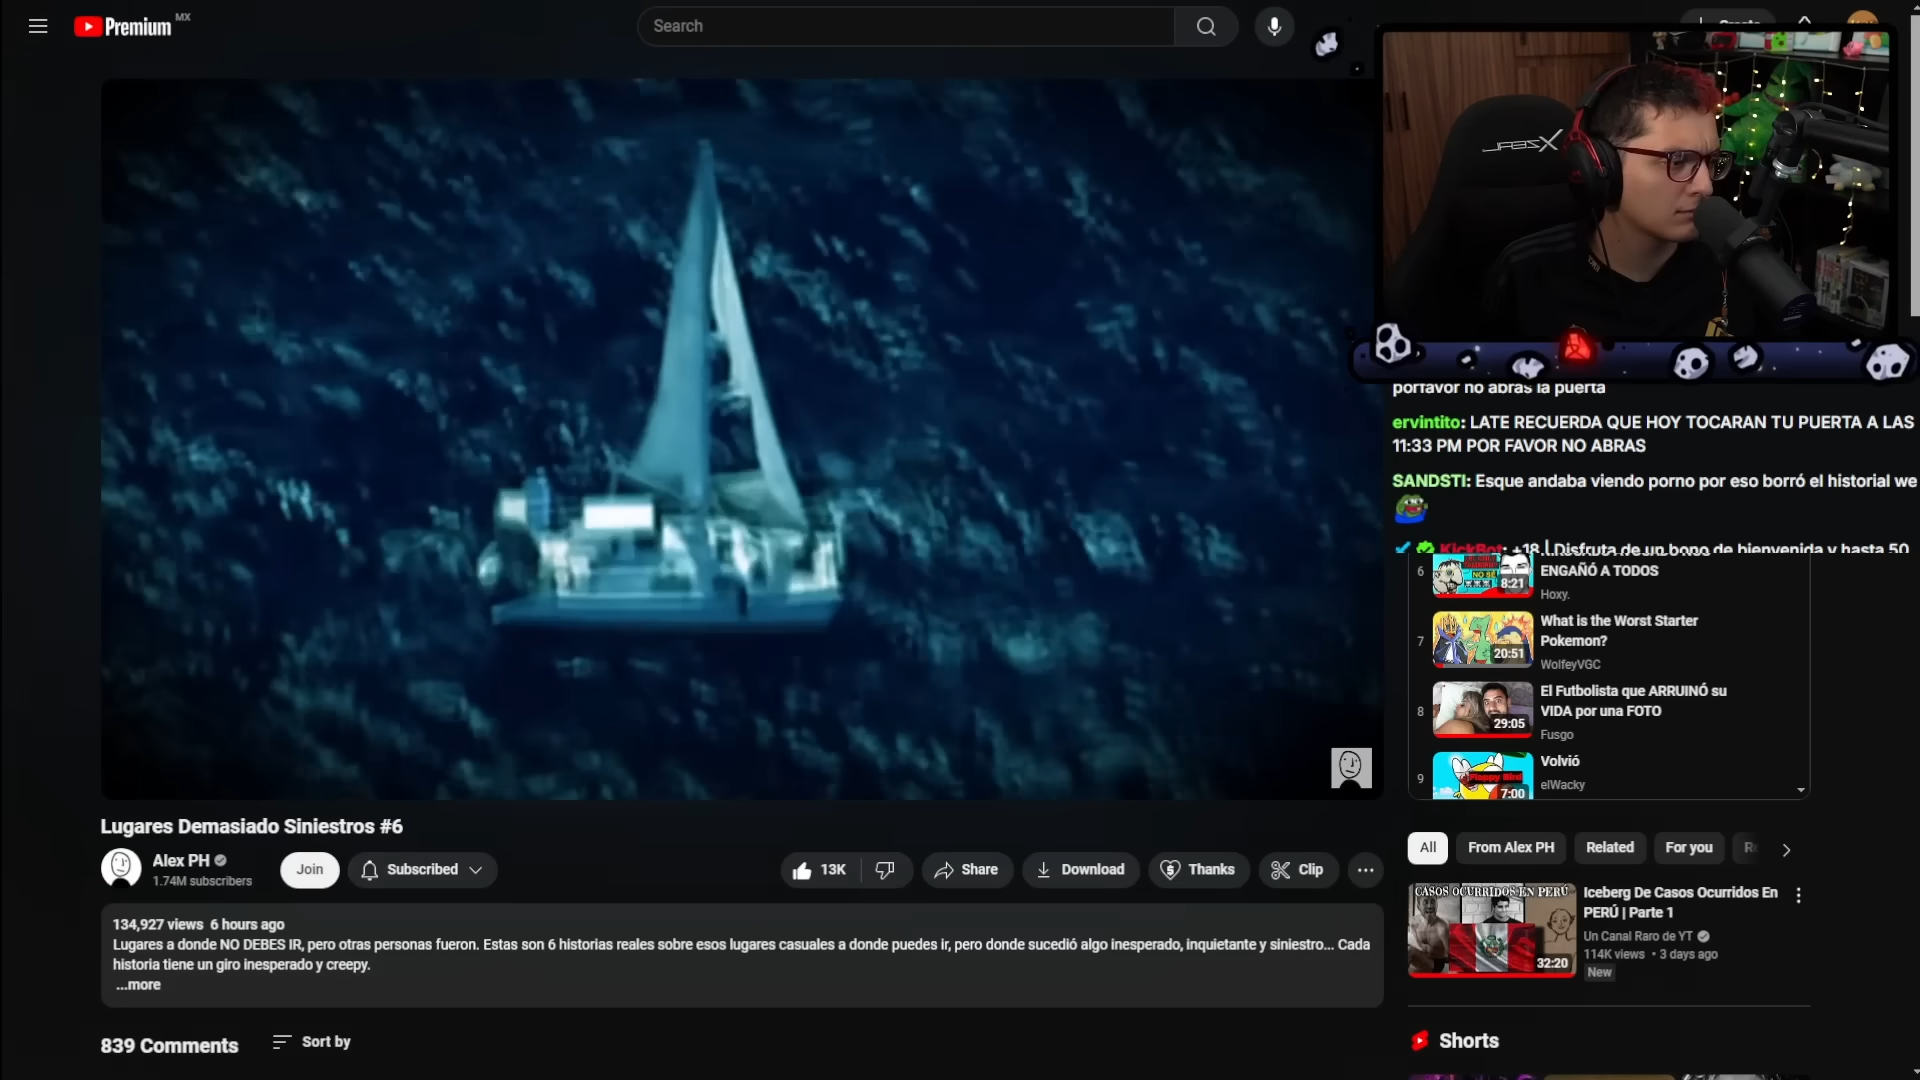 Premium MX
Search
Create
porfavor no abras la puerta
ervintito: LATE RECUERDA QUE HOY TOCARAN TU PUERTA A LAS
11:33 PM POR FAVOR NO ABRAS
SANDSTI: Esque andaba viendo porno por eso borró el historial we
KickBot: +18 | Disfruta de un bono de bienvenida y hasta 50
6
8:21
ENGAÑÓ A TODOS
Hoxy.
7
20:51
What is the Worst Starter
Pokemon?
WolfeyVGC
8
29:05
El Futbolista que ARRUINÓ su
VIDA por una FOTO
Fusgo
9
Floppy Bird
7:00
Volvió
elWacky
Lugares Demasiado Siniestros #6
Alex PH
1.74M subscribers
Join
Subscribed
13K
Share
Download
Thanks
Clip
134,927 views 6 hours ago
Lugares a donde NO DEBES IR, pero otras personas fueron. Estas son 6 historias reales sobre esos lugares casuales a donde puedes ir, pero donde sucedió algo inesperado, inquietante y siniestro... Cada
historia tiene un giro inesperado y creepy.
...more
839 Comments
Sort by
All
From Alex PH
Related
For you
CASOS OCURRIDOS EN PERÚ
32:20
Iceberg De Casos Ocurridos En
PERÚ | Parte 1
Un Canal Raro de YT
114K views • 3 days ago
New
Shorts